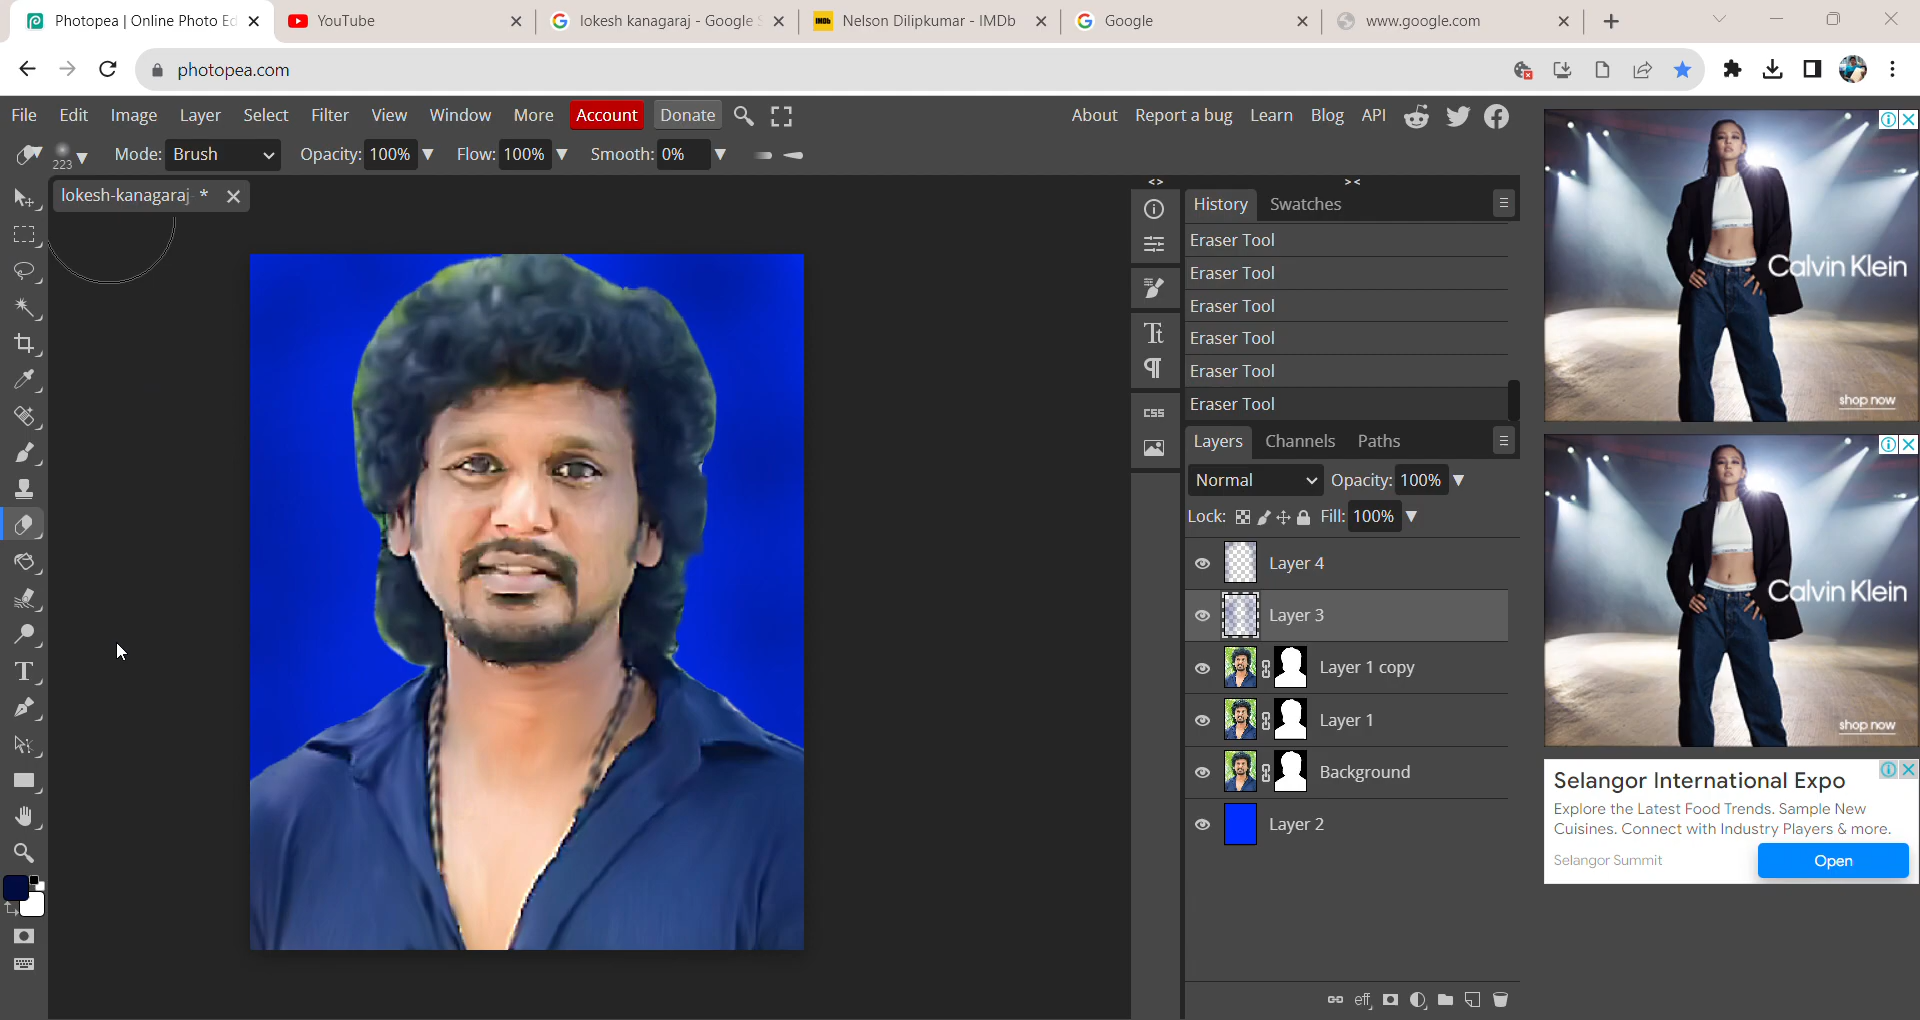 Photopea | Online Photo Ed
YouTube
lokesh kanagaraj - Google S
IMDb Nelson Dilipkumar - IMDb
Google
www.google.com
photopea.com
File Edit Image Layer Select Filter View Window More Account Donate
About Report a bug Learn Blog API
223 Mode: Brush Opacity: 100% Flow: 100% Smooth: 0%
lokesh-kanagaraj *
<>
><
History Swatches
Eraser Tool
Eraser Tool
Eraser Tool
Eraser Tool
Eraser Tool
Eraser Tool
CSS
Layers Channels Paths
Normal Opacity: 100%
Lock: Fill: 100%
Layer 4
Layer 3
Layer 1 copy
Layer 1
Background
Layer 2
eff
Calvin Klein
shop now
Calvin Klein
shop now
Selangor International Expo
Explore the Latest Food Trends. Sample New
Cuisines. Connect with Industry Players & more.
Selangor Summit
Open